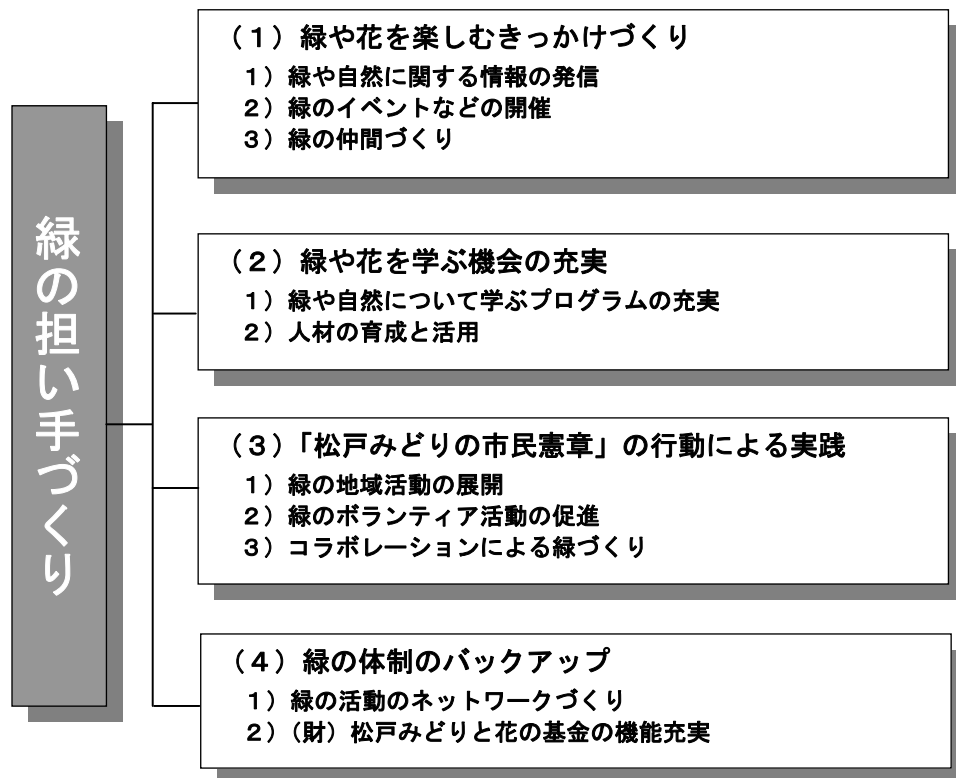 緑の担い手づくり
（１）緑や花を楽しむきっかけづくり
１）緑や自然に関する情報の発信
２）緑のイベントなどの開催
３）緑の仲間づくり
（２）緑や花を学ぶ機会の充実
１）緑や自然について学ぶプログラムの充実
２）人材の育成と活用
（３）「松戸みどりの市民憲章」の行動による実践
１）緑の地域活動の展開
２）緑のボランティア活動の促進
３）コラボレーションによる緑づくり
（４）緑の体制のバックアップ
１）緑の活動のネットワークづくり
２）（財）松戸みどりと花の基金の機能充実